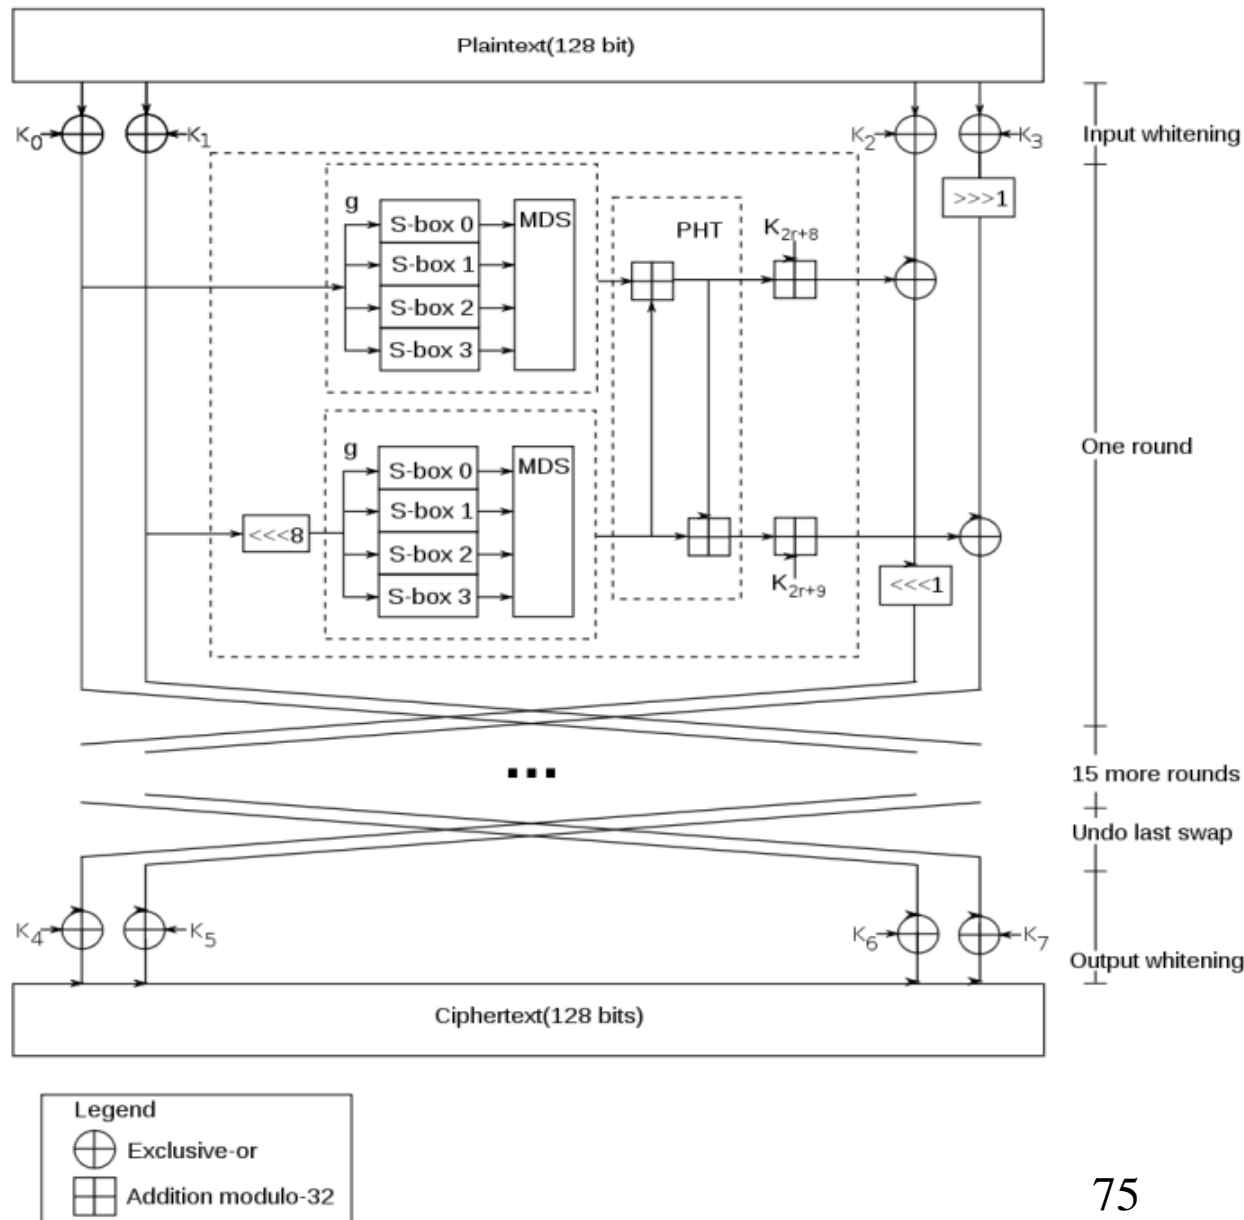 Plaintext(128 bit)
K0
K1
K2
K3
Input whitening
>>>1
g
S-box 0
S-box 1
S-box 2
S-box 3
MDS
PHT
K2r+8
One round
g
<<<8
S-box 0
S-box 1
S-box 2
S-box 3
MDS
K2r+9
<<<1
...
15 more rounds
Undo last swap
K4
K5
K6
K7
Output whitening
Ciphertext(128 bits)
Legend
Exclusive-or
Addition modulo-32
75